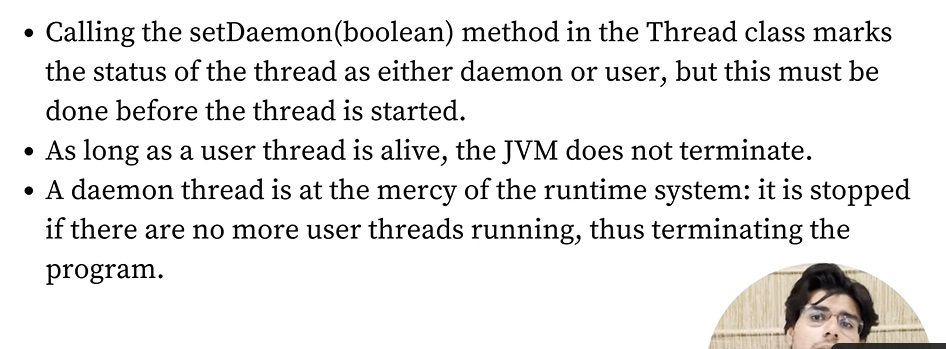 • Calling the setDaemon(boolean) method in the Thread class marks
the status of the thread as either daemon or user, but this must be
done before the thread is started.
• As long as a user thread is alive, the JVM does not terminate.
• A daemon thread is at the mercy of the runtime system: it is stopped
if there are no more user threads running, thus terminating the
program.